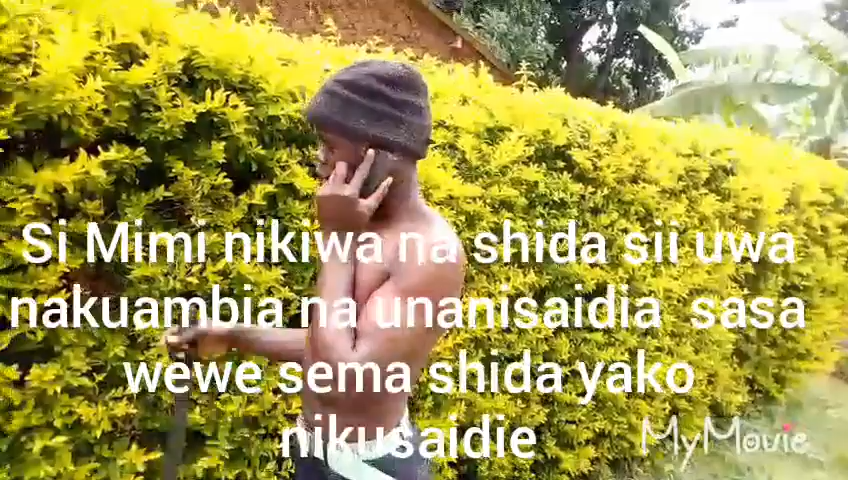 Si Mimi nikiwa na shida sii uwa
nakuambia na unanisaidia sasa
wewe sema shida yako
nikusaidie
MyMovie